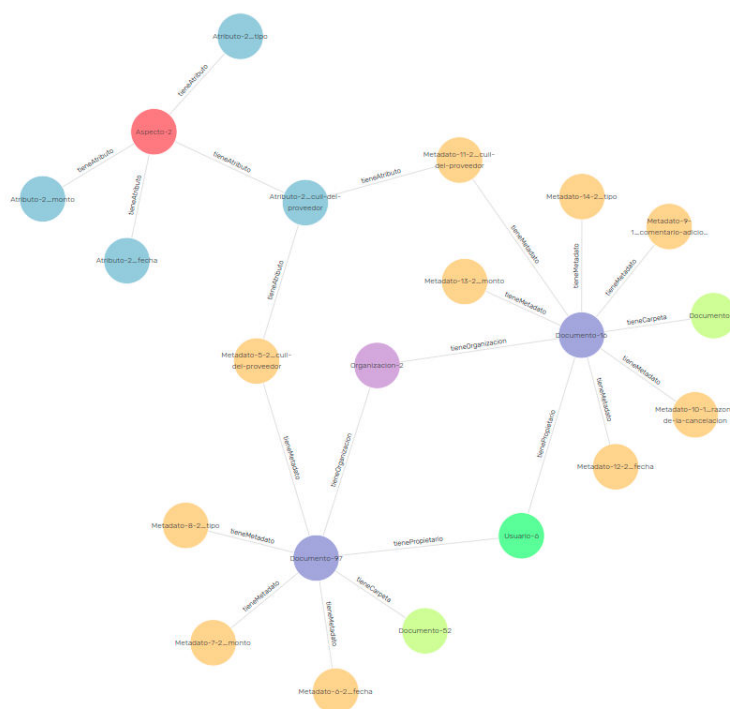 Atributo-2_tipo
tieneAtributo
Aspecto-2
tieneAtributo
tieneAtributo
tieneAtributo
Atributo-2_monto
Atributo-2_fecha
Atributo-2_cuil-del-
proveedor
tieneAtributo
Metadato-11-2_cuil-
del-proveedor
Metadato-14-2_tipo
Metadato-9-
1_comentario-adicio...
tieneMetadato
tieneMetadato
tieneMetadato
tieneAtributo
Metadato-13-2_monto
tieneMetadato
Documento
tieneCarpeta
tieneOrganizacion
Metadato-5-2_cuil-
del-proveedor
Organizacion-2
tieneMetadato
tieneMetadato
Metadato-10-1_razon-
de-la-cancelacion
tienePropietario
Metadato-12-2_fecha
tieneMetadato
tieneOrganizacion
Metadato-8-2_tipo
tieneMetadato
tienePropietario
Usuario-6
Documento-97
tieneMetadato
tieneCarpeta
tieneMetadato
Metadato-7-2_monto
Documento-52
Metadato-6-2_fecha